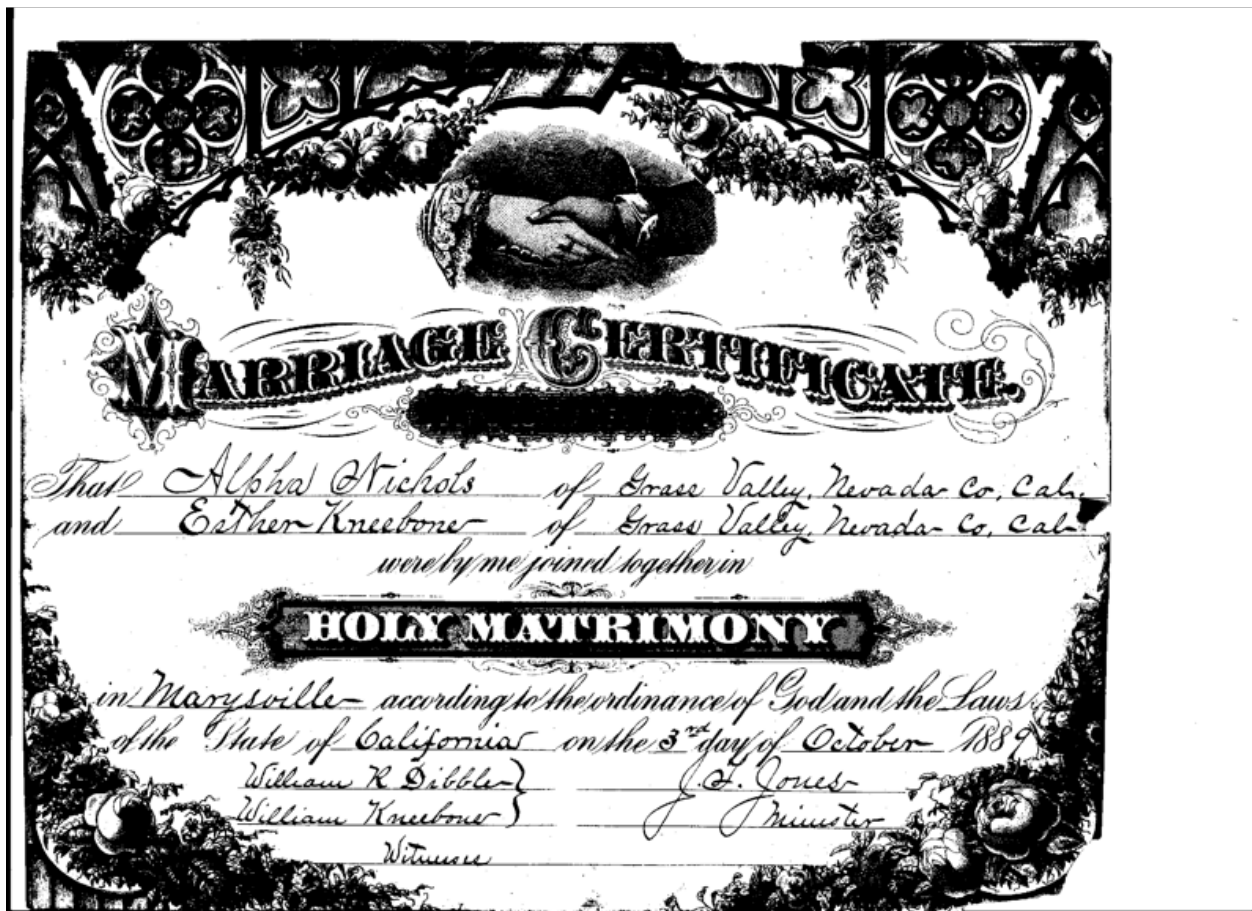 MARRIAGE CERTIFICATE.
That Alpha Nichols of Grass Valley, Nevada Co, Cal.
and Esther Kneebone of Grass Valley, Nevada Co, Cal
were by me joined together in
HOLY MATRIMONY
in Marysville according to the ordinance of God and the Laws
of the State of California on the 3rd day of October 1889
William R Dibble } Jones
William Kneebone } Minister
Witnesses